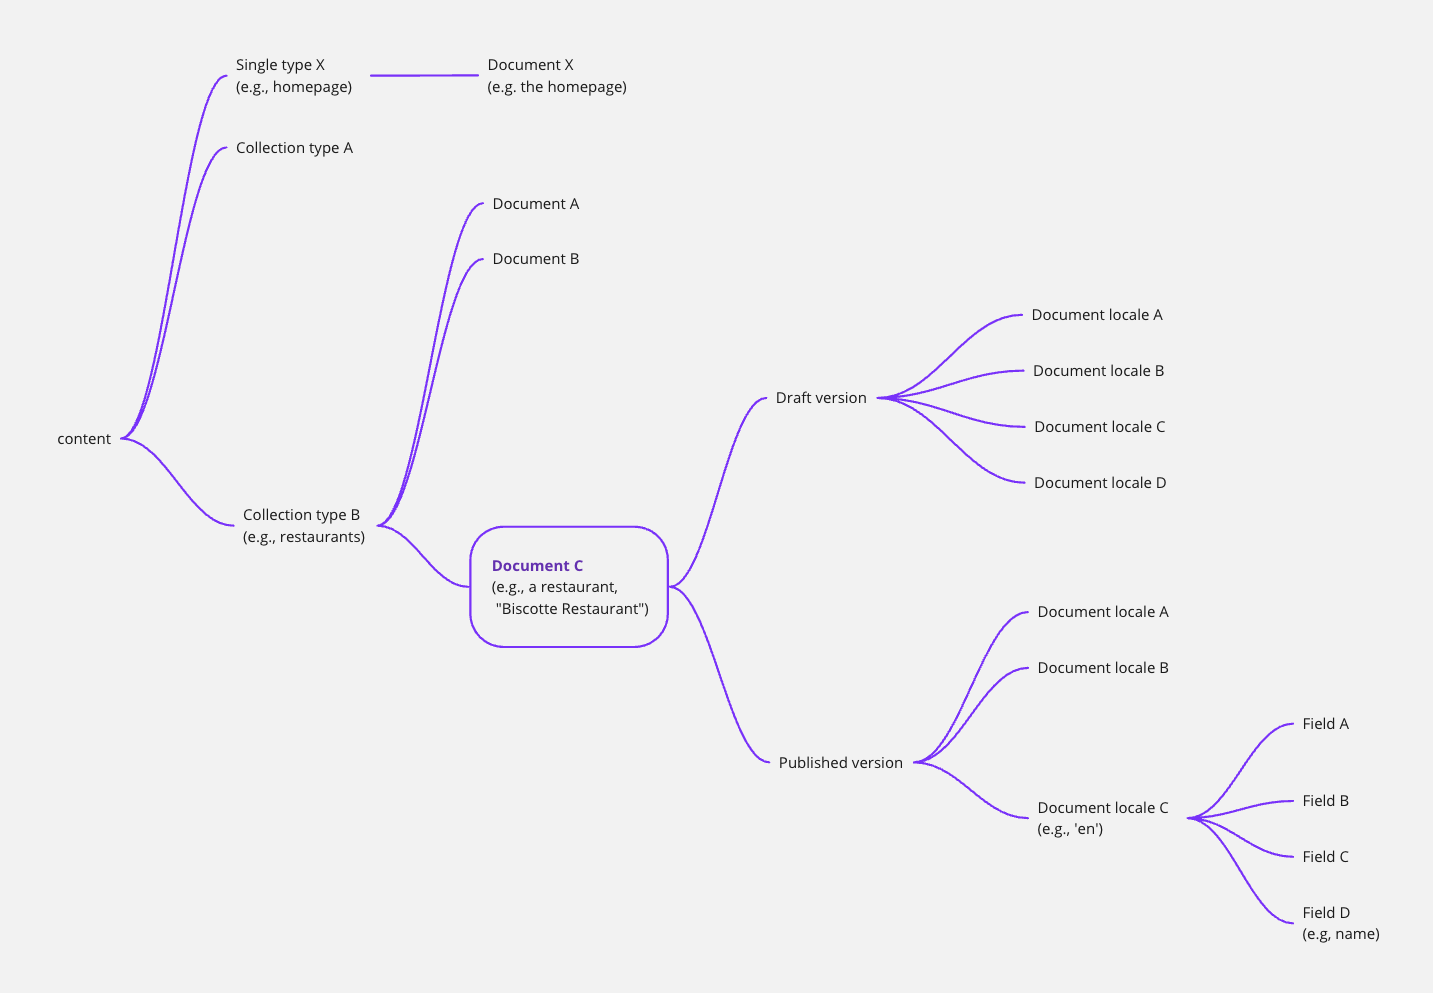 Single type X
(e.g., homepage)
Document X
(e.g. the homepage)
Collection type A
Document A
Document B
content
Collection type B
(e.g., restaurants)
Document C
(e.g., a restaurant,
"Biscotte Restaurant")
Draft version
Document locale A
Document locale B
Document locale C
Document locale D
Published version
Document locale A
Document locale B
Document locale C
(e.g., 'en')
Field A
Field B
Field C
Field D
(e.g, name)